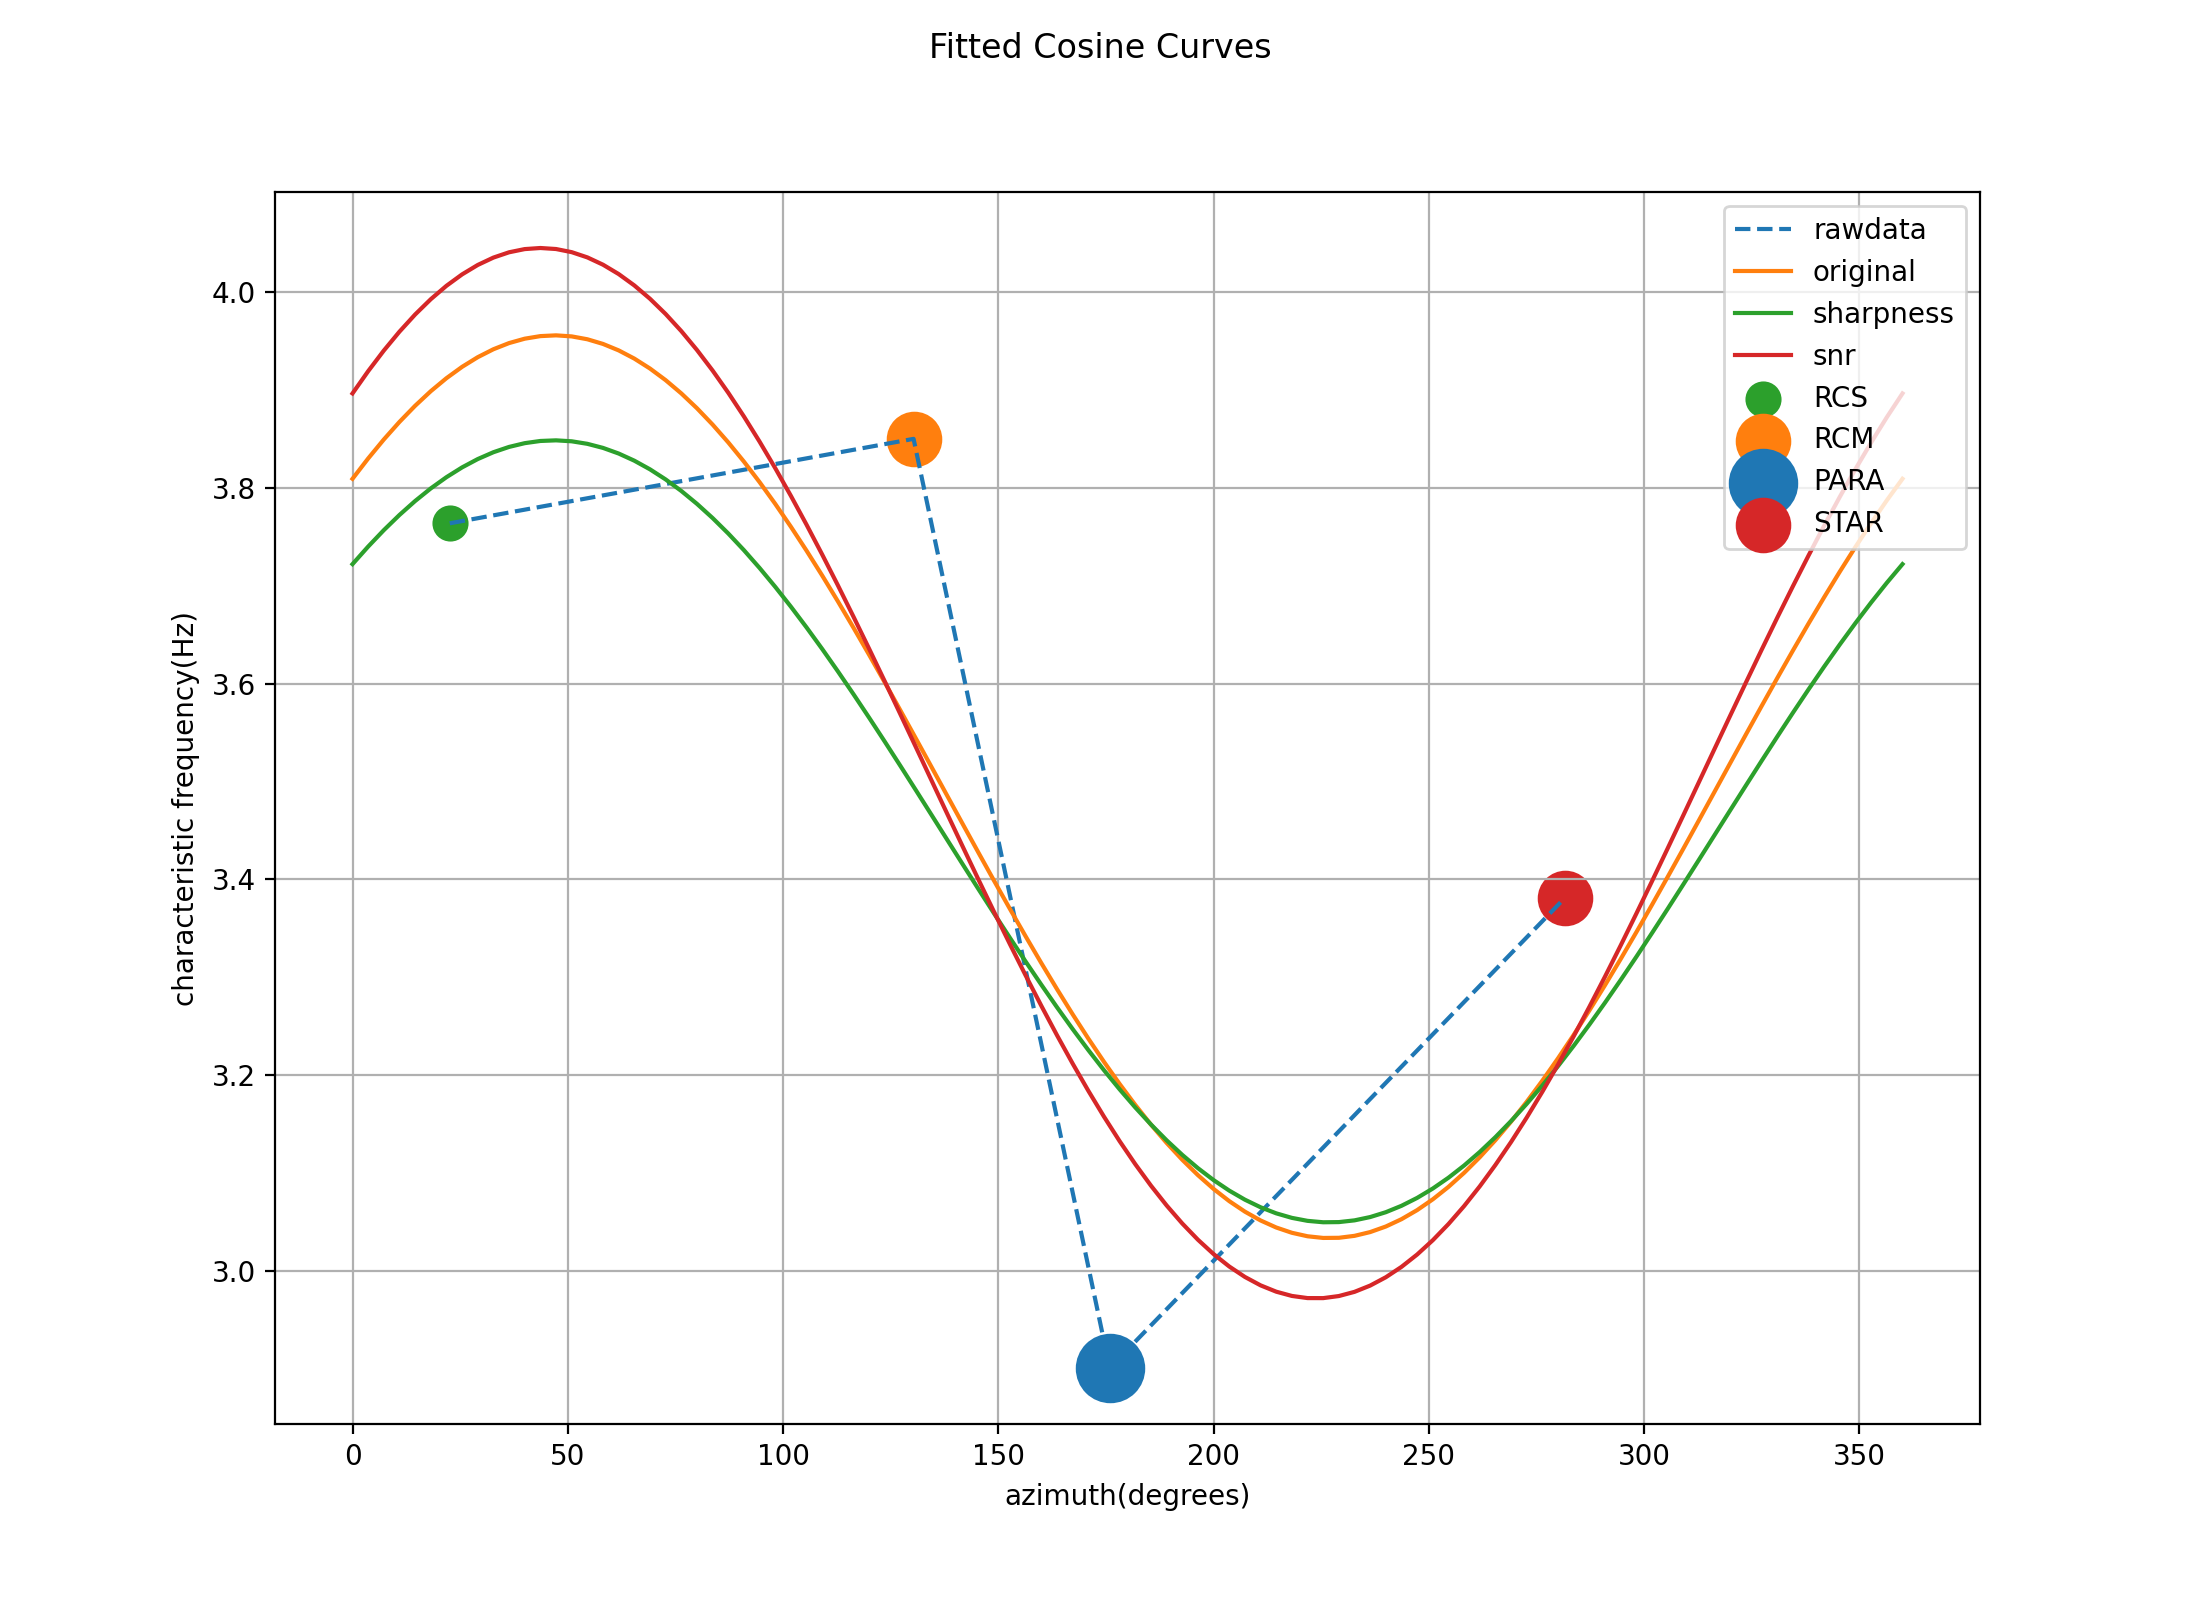 Fitted Cosine Curves
rawdata
original
sharpness
snr
RCS
RCM
PARA
STAR
4.0
3.8
3.6
3.4
3.2
3.0
characteristic frequency(Hz)
0 50 100 150 200 250 300 350
azimuth(degrees)